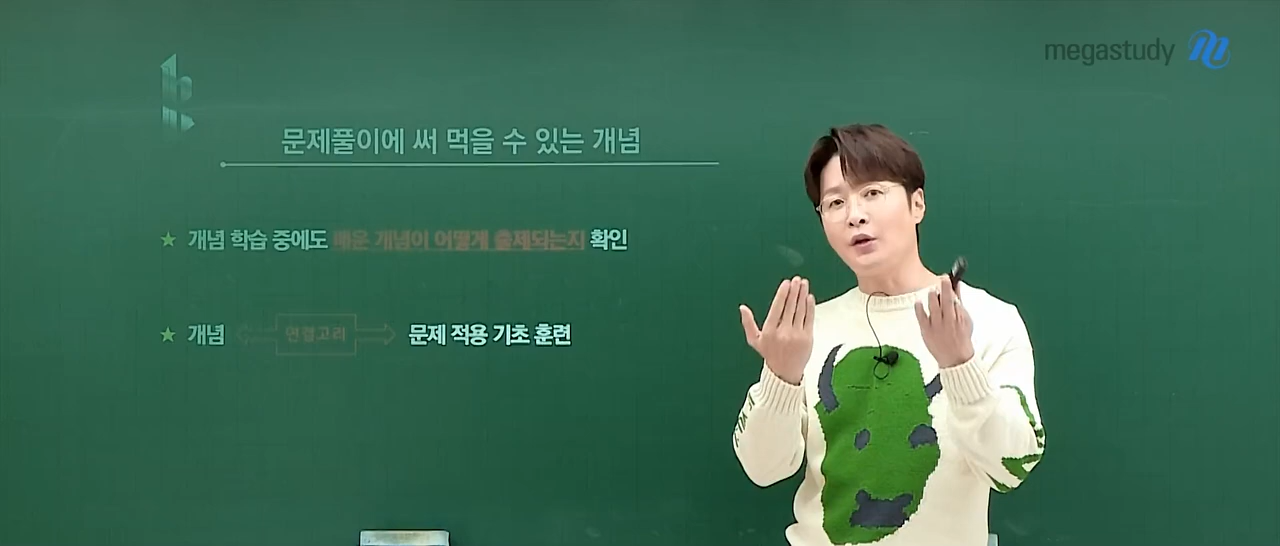 megastudy
문제풀이에 써 먹을 수 있는 개념
★ 개념 학습 중에도 배운 개념이 어떻게 출제되는지 확인
★ 개념 연결고리 문제 적용 기초 훈련